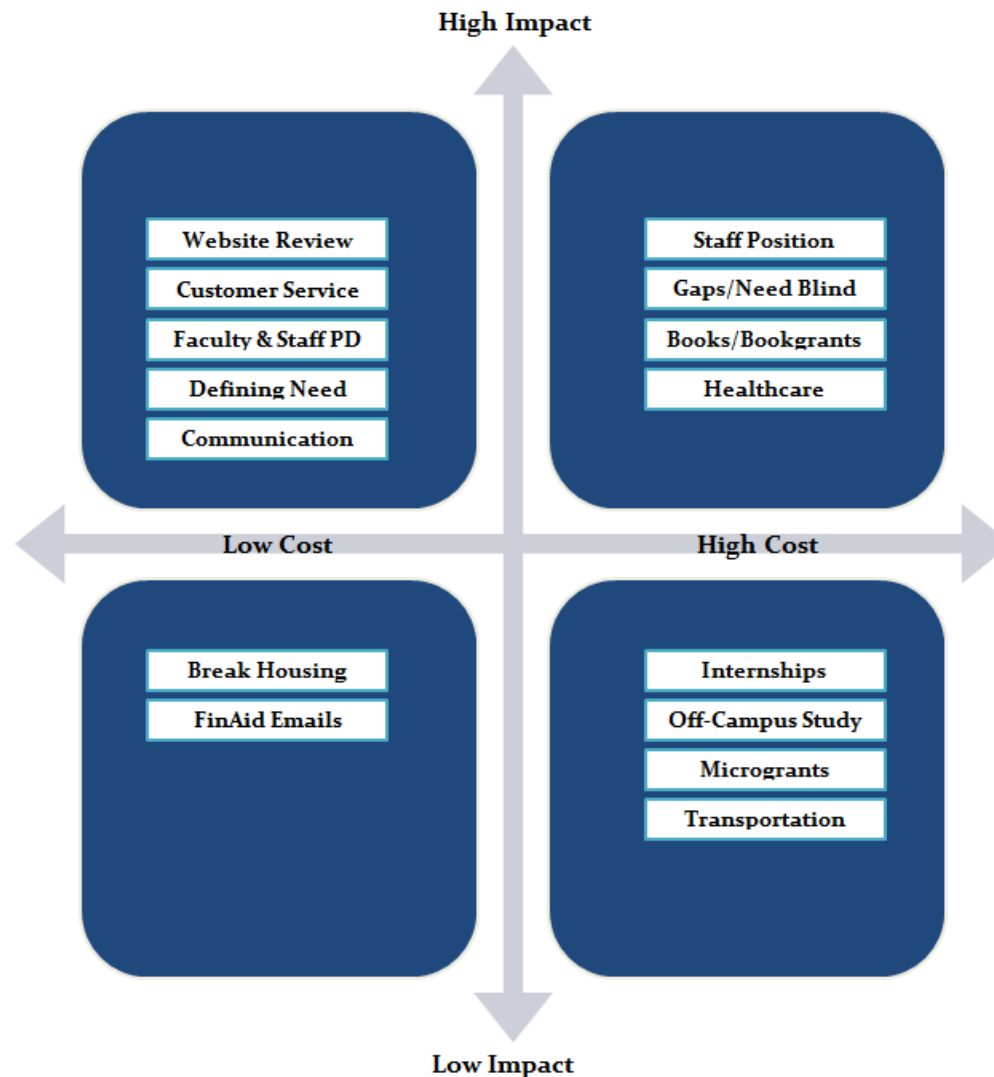 High Impact
Website Review
Customer Service
Faculty & Staff PD
Defining Need
Communication
Staff Position
Gaps/Need Blind
Books/Bookgrants
Healthcare
Low Cost
High Cost
Break Housing
FinAid Emails
Internships
Off-Campus Study
Microgrants
Transportation
Low Impact